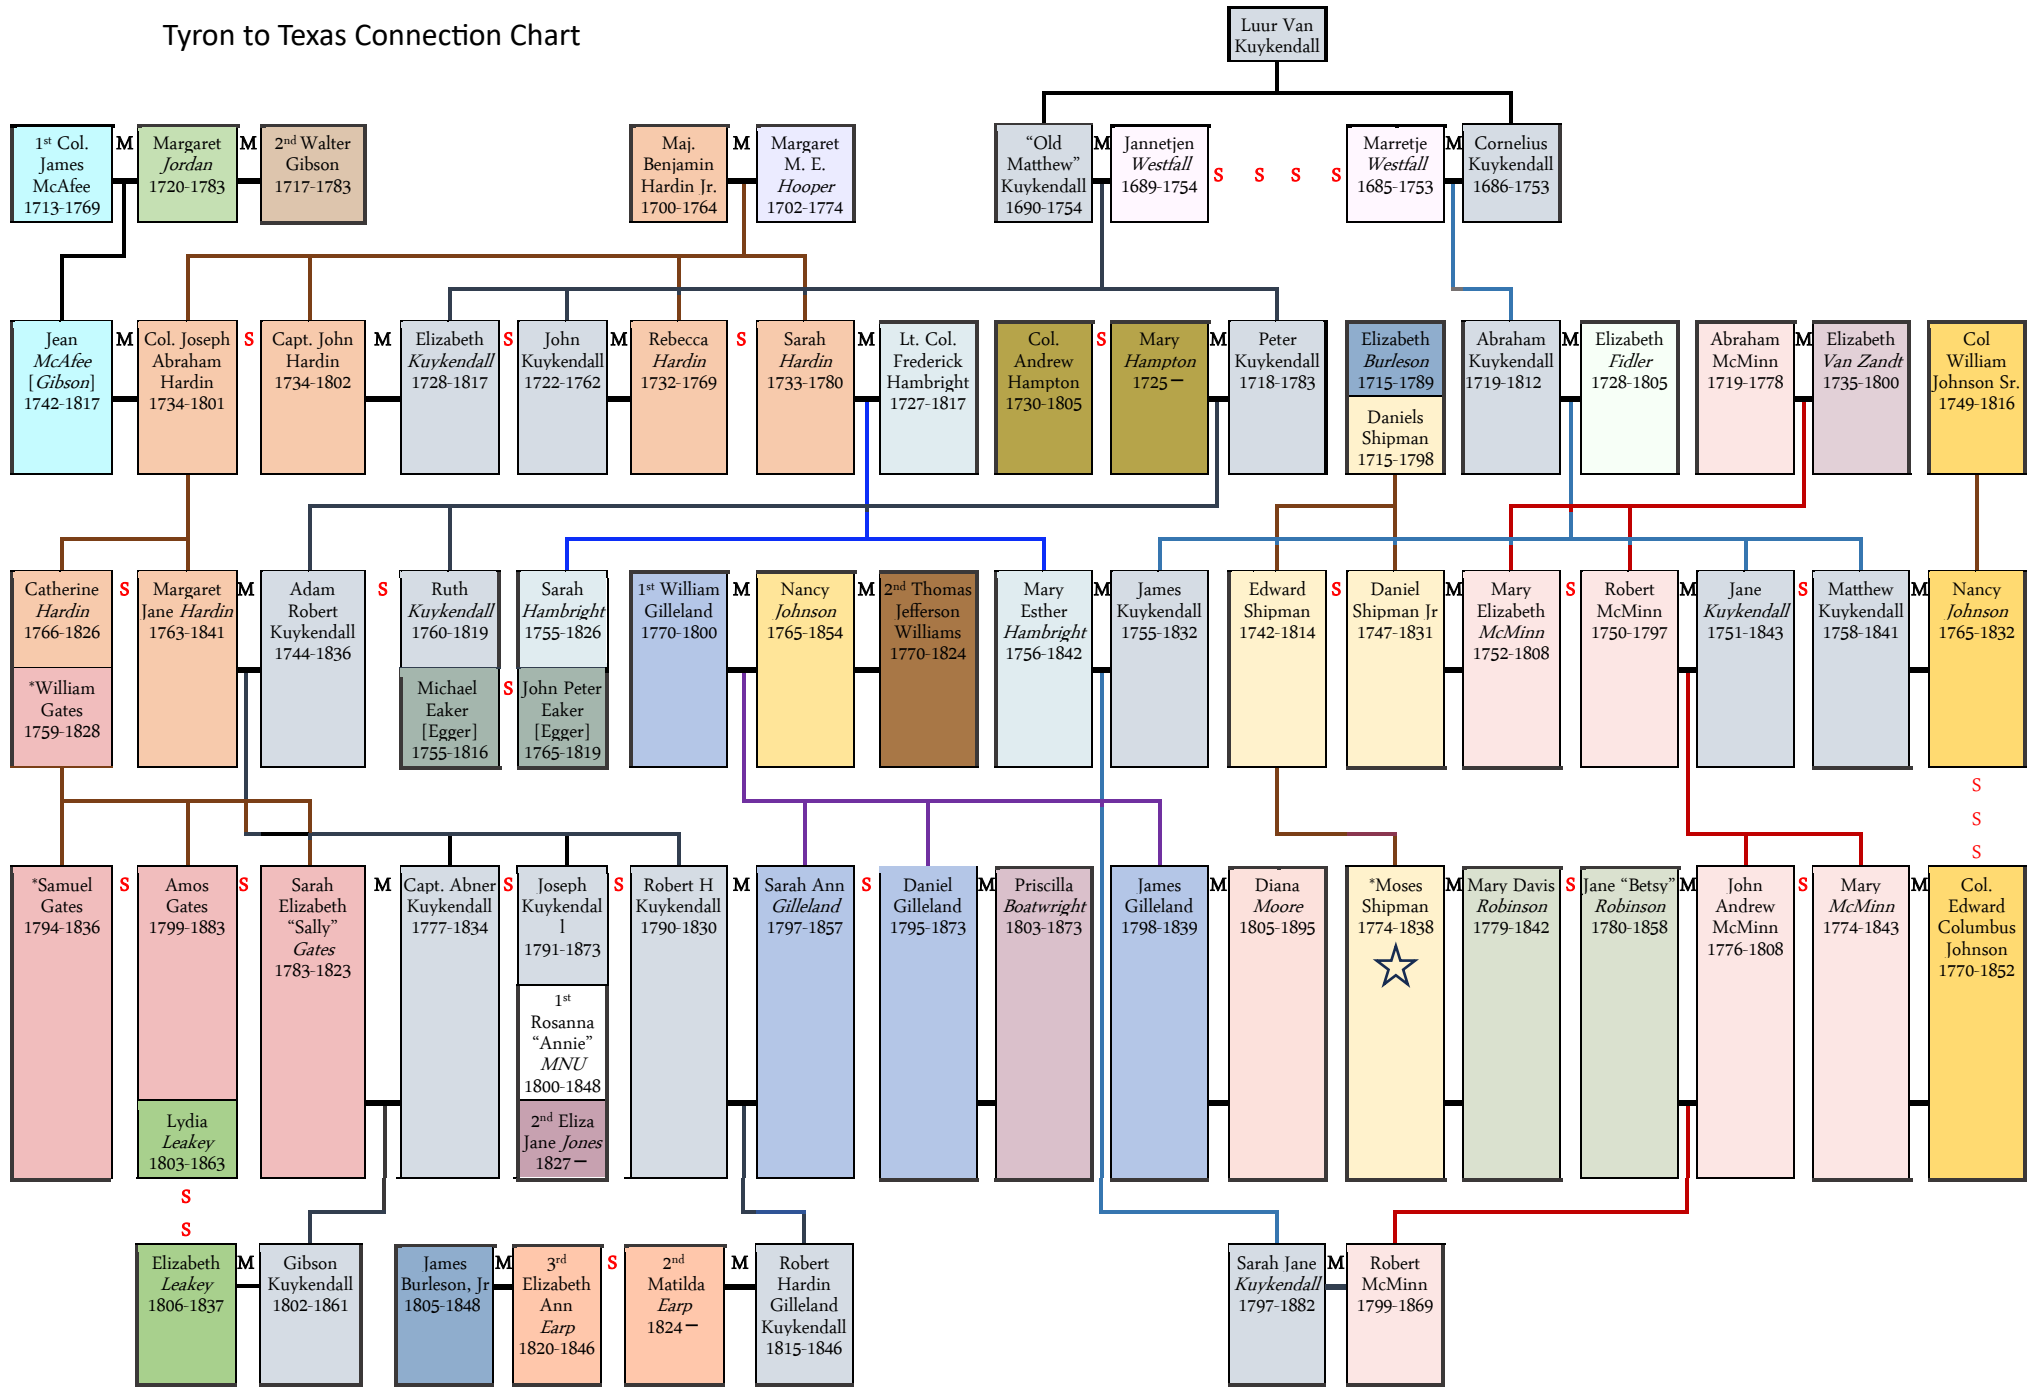 Tyron to Texas Connection Chart
Luur Van
Kuykendall
1st Col.
James
McAfee
1713-1769
M
Margaret
Jordan
1720-1783
M
2nd Walter
Gibson
1717-1783
Maj.
Benjamin
Hardin Jr.
1700-1764
M
Margaret
M. E.
Hooper
1702-1774
"Old
Matthew"
Kuykendall
1690-1754
M
Jannetjen
Westfall
1689-1754
S S S S
Marretje
Westfall
1685-1753
M
Cornelius
Kuykendall
1686-1753
Jean
McAfee
[Gibson]
1742-1817
M
Col. Joseph
Abraham
Hardin
1734-1801
S
Capt. John
Hardin
1734-1802
M
Elizabeth
Kuykendall
1728-1817
S
John
Kuykendall
1722-1762
M
Rebecca
Hardin
1732-1769
S
Sarah
Hardin
1733-1780
M
Lt. Col.
Frederick
Hambright
1727-1817
Col.
Andrew
Hampton
1730-1805
S
Mary
Hampton
1725–
M
Peter
Kuykendall
1718-1783
Elizabeth
Burleson
1715-1789
Daniels
Shipman
1715-1798
Abraham
Kuykendall
1719-1812
M
Elizabeth
Fidler
1728-1805
Abraham
McMinn
1719-1778
M
Elizabeth
Van Zandt
1735-1800
Col
William
Johnson Sr.
1749-1816
Catherine
Hardin
1766-1826
*William
Gates
1759-1828
S
Margaret
Jane Hardin
1763-1841
M
Adam
Robert
Kuykendall
1744-1836
S
Ruth
Kuykendall
1760-1819
Michael
Eaker
[Egger]
1755-1816
S
Sarah
Hambright
1755-1826
John Peter
Eaker
[Egger]
1765-1819
1st William
Gilleland
1770-1800
M
Nancy
Johnson
1765-1854
M
2nd Thomas
Jefferson
Williams
1770-1824
Mary
Esther
Hambright
1756-1842
M
James
Kuykendall
1755-1832
Edward
Shipman
1742-1814
S
Daniel
Shipman Jr
1747-1831
M
Mary
Elizabeth
McMinn
1752-1808
S
Robert
McMinn
1750-1797
M
Jane
Kuykendall
1751-1843
S
Matthew
Kuykendall
1758-1841
M
Nancy
Johnson
1765-1832
S
S
S
*Samuel
Gates
1794-1836
S
Amos
Gates
1799-1883
Lydia
Leakey
1803-1863
S
Sarah
Elizabeth
"Sally"
Gates
1783-1823
M
Capt. Abner
Kuykendall
1777-1834
S
Joseph
Kuykendal
l
1791-1873
1st
Rosanna
"Annie"
MNU
1800-1848
2nd Eliza
Jane Jones
1827–
S
Robert H
Kuykendall
1790-1830
M
Sarah Ann
Gilleland
1797-1857
S
Daniel
Gilleland
1795-1873
M
Priscilla
Boatwright
1803-1873
James
Gilleland
1798-1839
Diana
Moore
1805-1895
*Moses
Shipman
1774-1838
M
Mary Davis
Robinson
1779-1842
S
Jane "Betsy"
Robinson
1780-1858
M
John
Andrew
McMinn
1776-1808
S
Mary
McMinn
1774-1843
M
Col.
Edward
Columbus
Johnson
1770-1852
S
S
Elizabeth
Leakey
1806-1837
M
Gibson
Kuykendall
1802-1861
James
Burleson, Jr
1805-1848
M
3rd
Elizabeth
Ann
Earp
1820-1846
S
2nd
Matilda
Earp
1824–
M
Robert
Hardin
Gilleland
Kuykendall
1815-1846
Sarah Jane
Kuykendall
1797-1882
M
Robert
McMinn
1799-1869